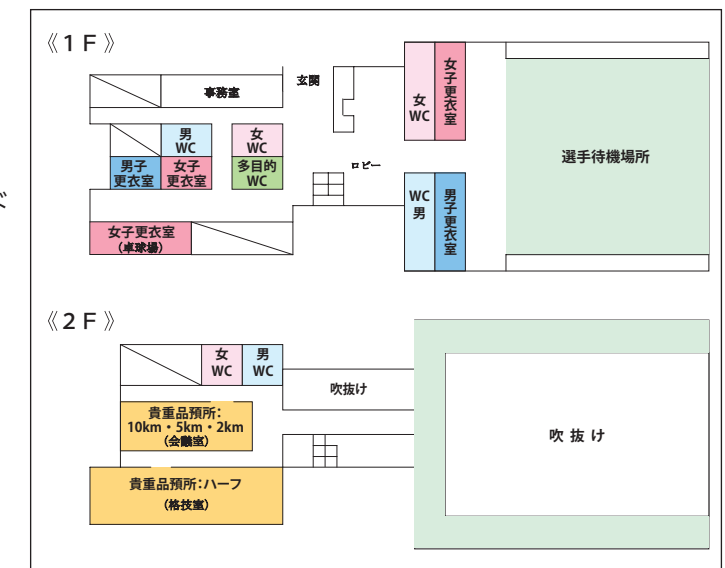 《1F》
事務室
玄関
男
WC
女
WC
男子
更衣室
女子
更衣室
多目的
WC
女子更衣室
(卓球場)
ロビー
女
WC
女子更衣室
WC
男
男子更衣室
選手待機場所
《2F》
女
WC
男
WC
吹抜け
貴重品預所:
10km・5km・2km
(会議室)
貴重品預所:ハーフ
(格技室)
吹抜け